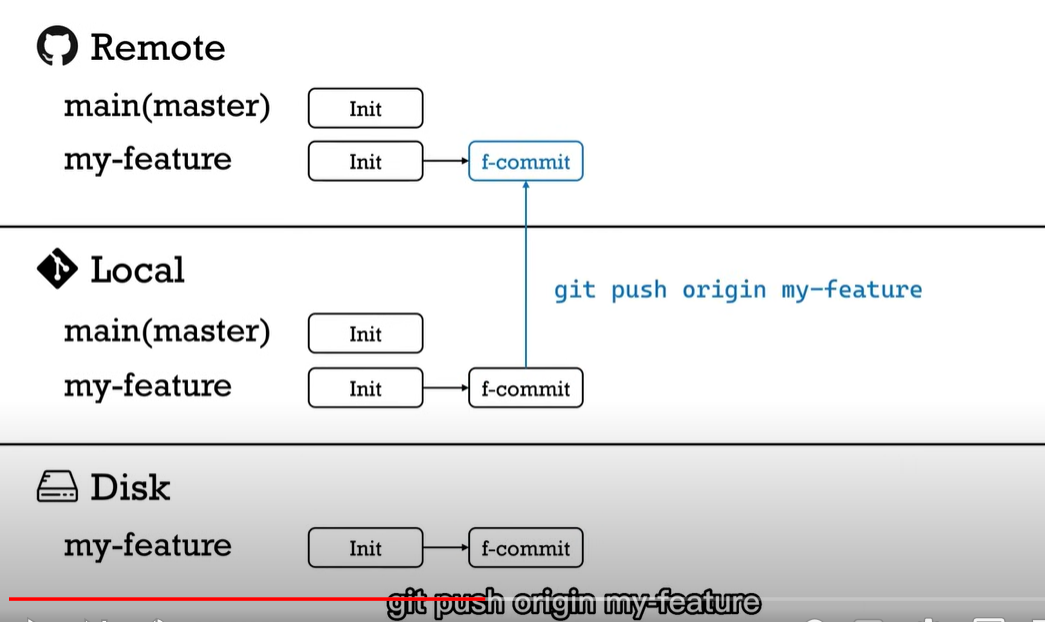 Remote
main(master) Init
my-feature Init f-commit
Local
git push origin my-feature
main(master) Init
my-feature Init f-commit
Disk
my-feature Init f-commit
git push origin my-feature